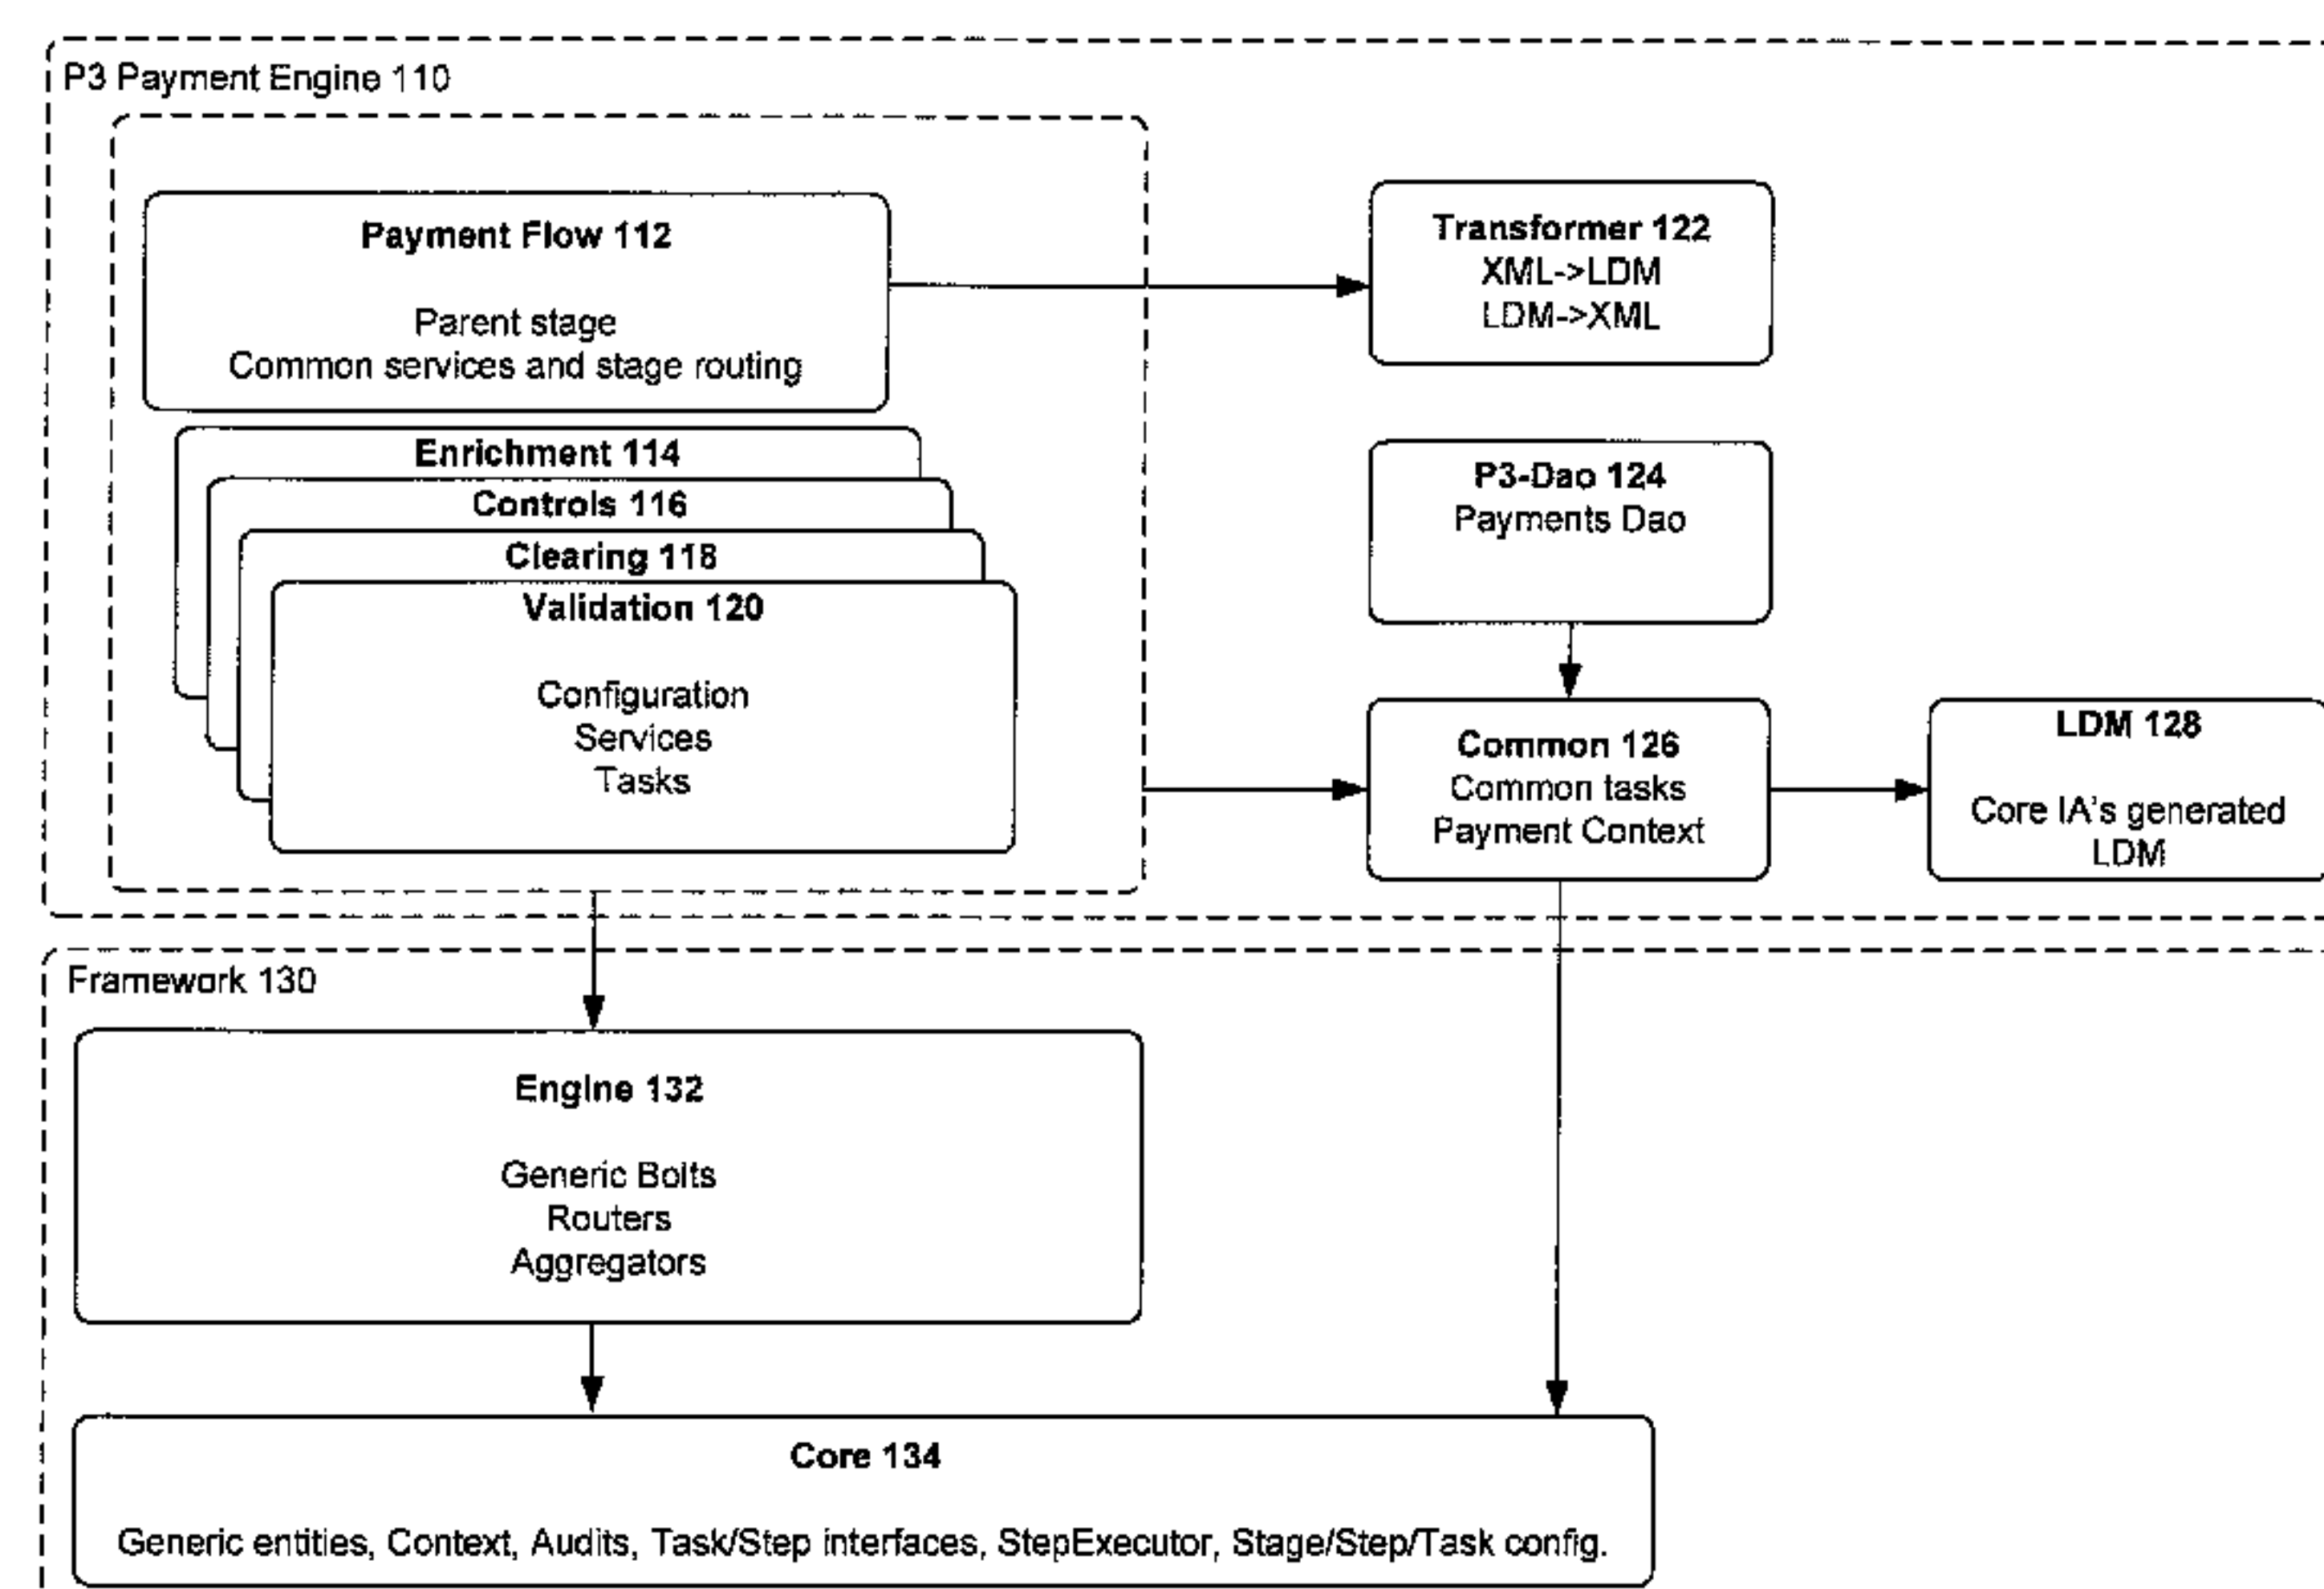 P3 Payment Engine 110
Payment Flow 112
Parent stage
Common services and stage routing
Enrichment 114
Controls 116
Clearing 118
Validation 120
Configuration
Services
Tasks
Transformer 122
XML->LDM
LDM->XML
P3-Dao 124
Payments Dao
Common 126
Common tasks
Payment Context
LDM 128
Core IA's generated
LDM
Framework 130
Engine 132
Generic Bolts
Routers
Aggregators
Core 134
Generic entities, Context, Audits, Task/Step interfaces, StepExecutor, Stage/Step/Task config.